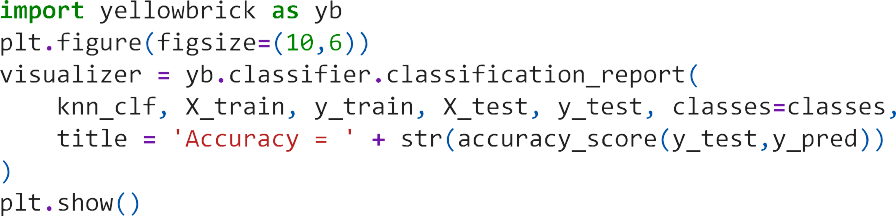 import yellowbrick as yb
plt.figure(figsize=(10,6))
visualizer = yb.classifier.classification_report(
    knn_clf, X_train, y_train, X_test, y_test, classes=classes,
    title = 'Accuracy = ' + str(accuracy_score(y_test,y_pred))
)
plt.show()